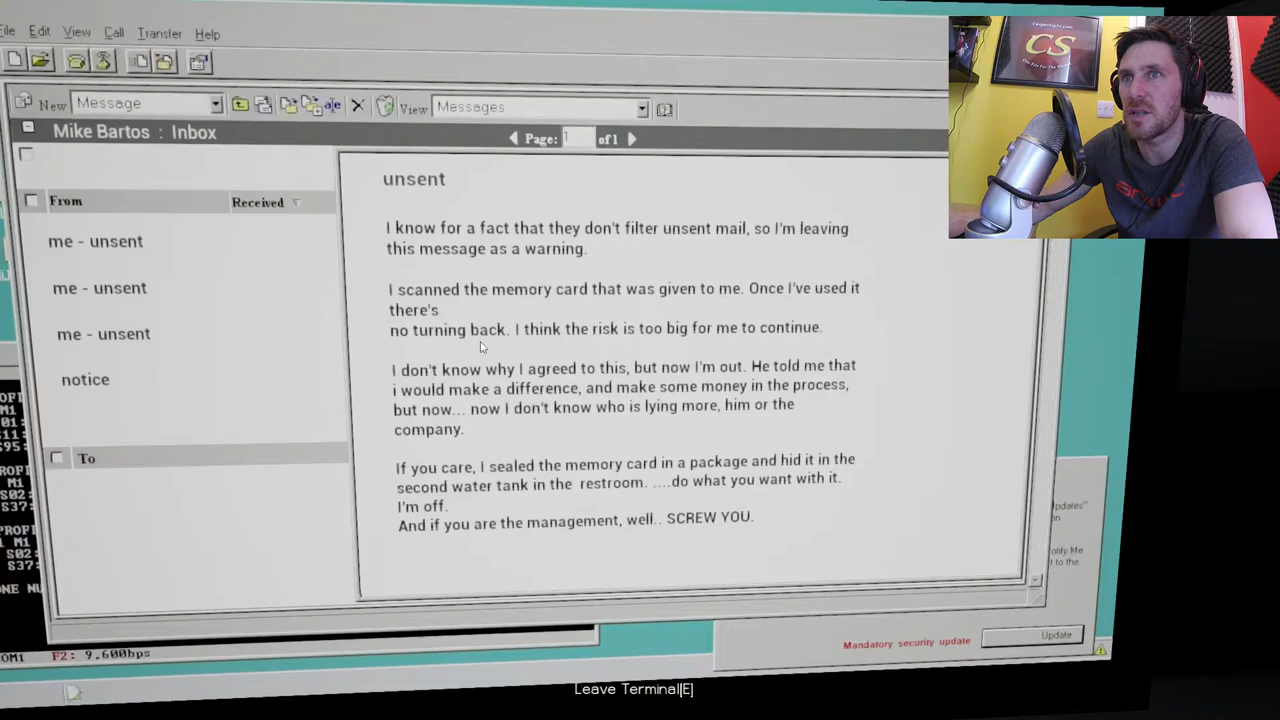 File Edit View Call Transfer Help
New Message View Messages
Mike Bartos : Inbox
Page: 1 of 1
From Received
me - unsent
me - unsent
me - unsent
notice
To
unsent
I know for a fact that they don't filter unsent mail, so I'm leaving
this message as a warning.
I scanned the memory card that was given to me. Once I've used it
there's
no turning back. I think the risk is too big for me to continue.
I don't know why I agreed to this, but now I'm out. He told me that
i would make a difference, and make some money in the process,
but now... now I don't know who is lying more, him or the
company.
If you care, I sealed the memory card in a package and hid it in the
second water tank in the restroom. ....do what you want with it.
I'm off.
And if you are the management, well.. SCREW YOU.
Mandatory security update
Update
F2: 9,600bps
Leave Terminal[E]
CS